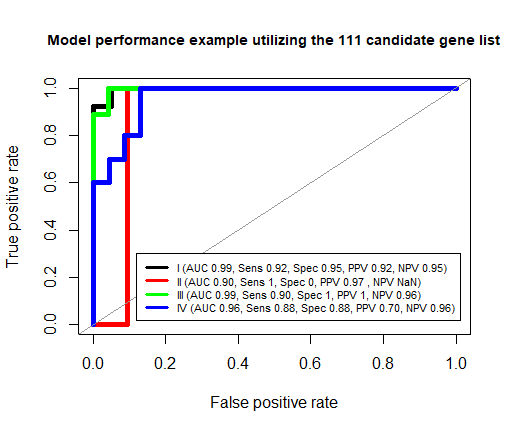 Model performance example utilizing the 111 candidate gene list
True positive rate
1.0
0.8
0.6
0.4
0.2
0.0
I (AUC 0.99, Sens 0.92, Spec 0.95, PPV 0.92, NPV 0.95)
II (AUC 0.90, Sens 1, Spec 0, PPV 0.97 , NPV NaN)
III (AUC 0.99, Sens 0.90, Spec 1, PPV 1, NPV 0.96)
IV (AUC 0.96, Sens 0.88, Spec 0.88, PPV 0.70, NPV 0.96)
0.0 0.2 0.4 0.6 0.8 1.0
False positive rate